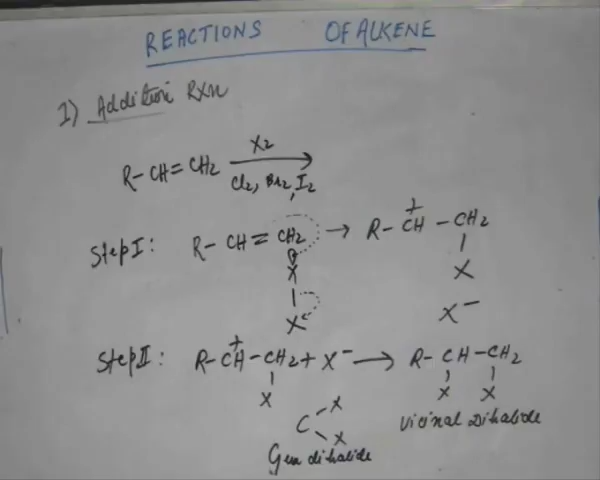 REACTIONS OF ALKENE
1) Addition Rxn
R-CH=CH2 X2
Cl2, Br2, I2
Step I: R-CH=CH2 → R-CH-CH2
+
X X
X X-
Step II: R-CH-CH2 + X- → R-CH-CH2
+
X X X
C X X
Vicinal Dihalide
Gem dihalide